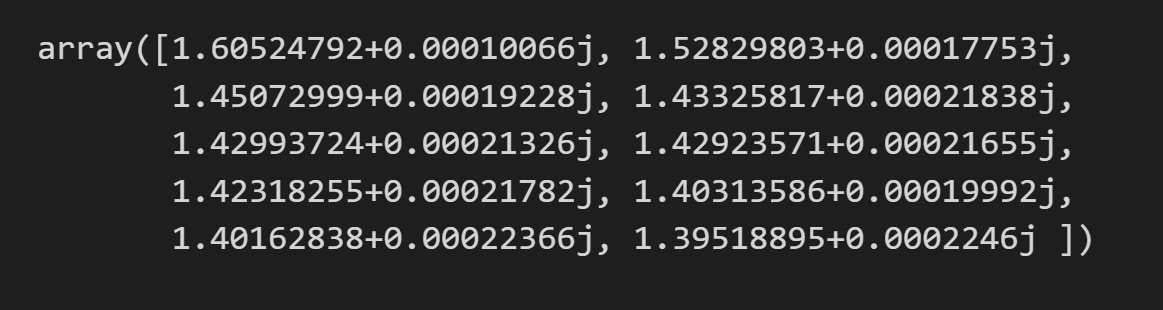 array([1.60524792+0.00010066j, 1.52829803+0.00017753j,
1.45072999+0.00019228j, 1.43325817+0.00021838j,
1.42993724+0.00021326j, 1.42923571+0.00021655j,
1.42318255+0.00021782j, 1.40313586+0.00019992j,
1.40162838+0.00022366j, 1.39518895+0.0002246j ])